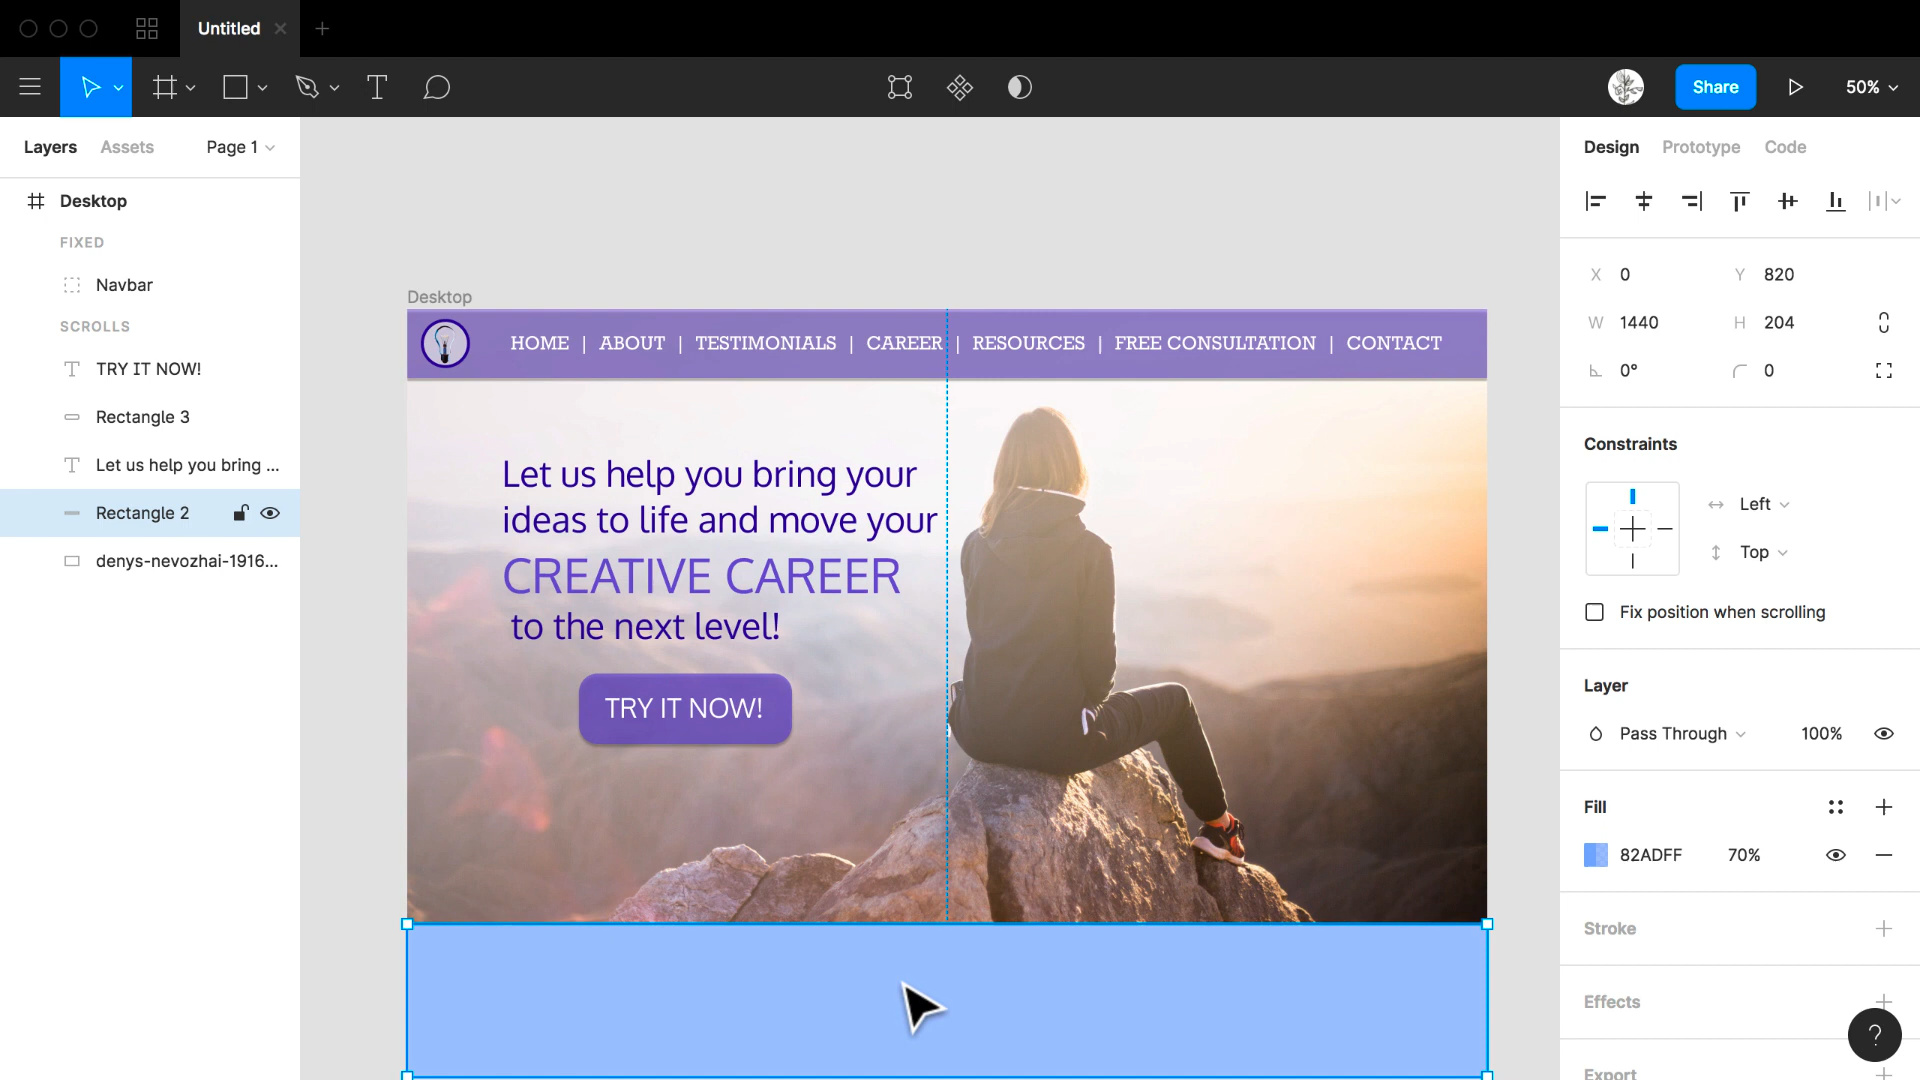 Untitled
Share
50%
Layers
Assets
Page 1
Desktop
FIXED
Navbar
SCROLLS
TRY IT NOW!
Rectangle 3
Let us help you bring ...
Rectangle 2
denys-nevozhai-1916...
Desktop
HOME | ABOUT | TESTIMONIALS | CAREER | RESOURCES | FREE CONSULTATION | CONTACT
Let us help you bring your
ideas to life and move your
CREATIVE CAREER
to the next level!
TRY IT NOW!
Design
Prototype
Code
X 0 Y 820
W 1440 H 204
0° 0
Constraints
Left
Top
Fix position when scrolling
Layer
Pass Through 100%
Fill
82ADFF 70%
Stroke
Effects
?
Export